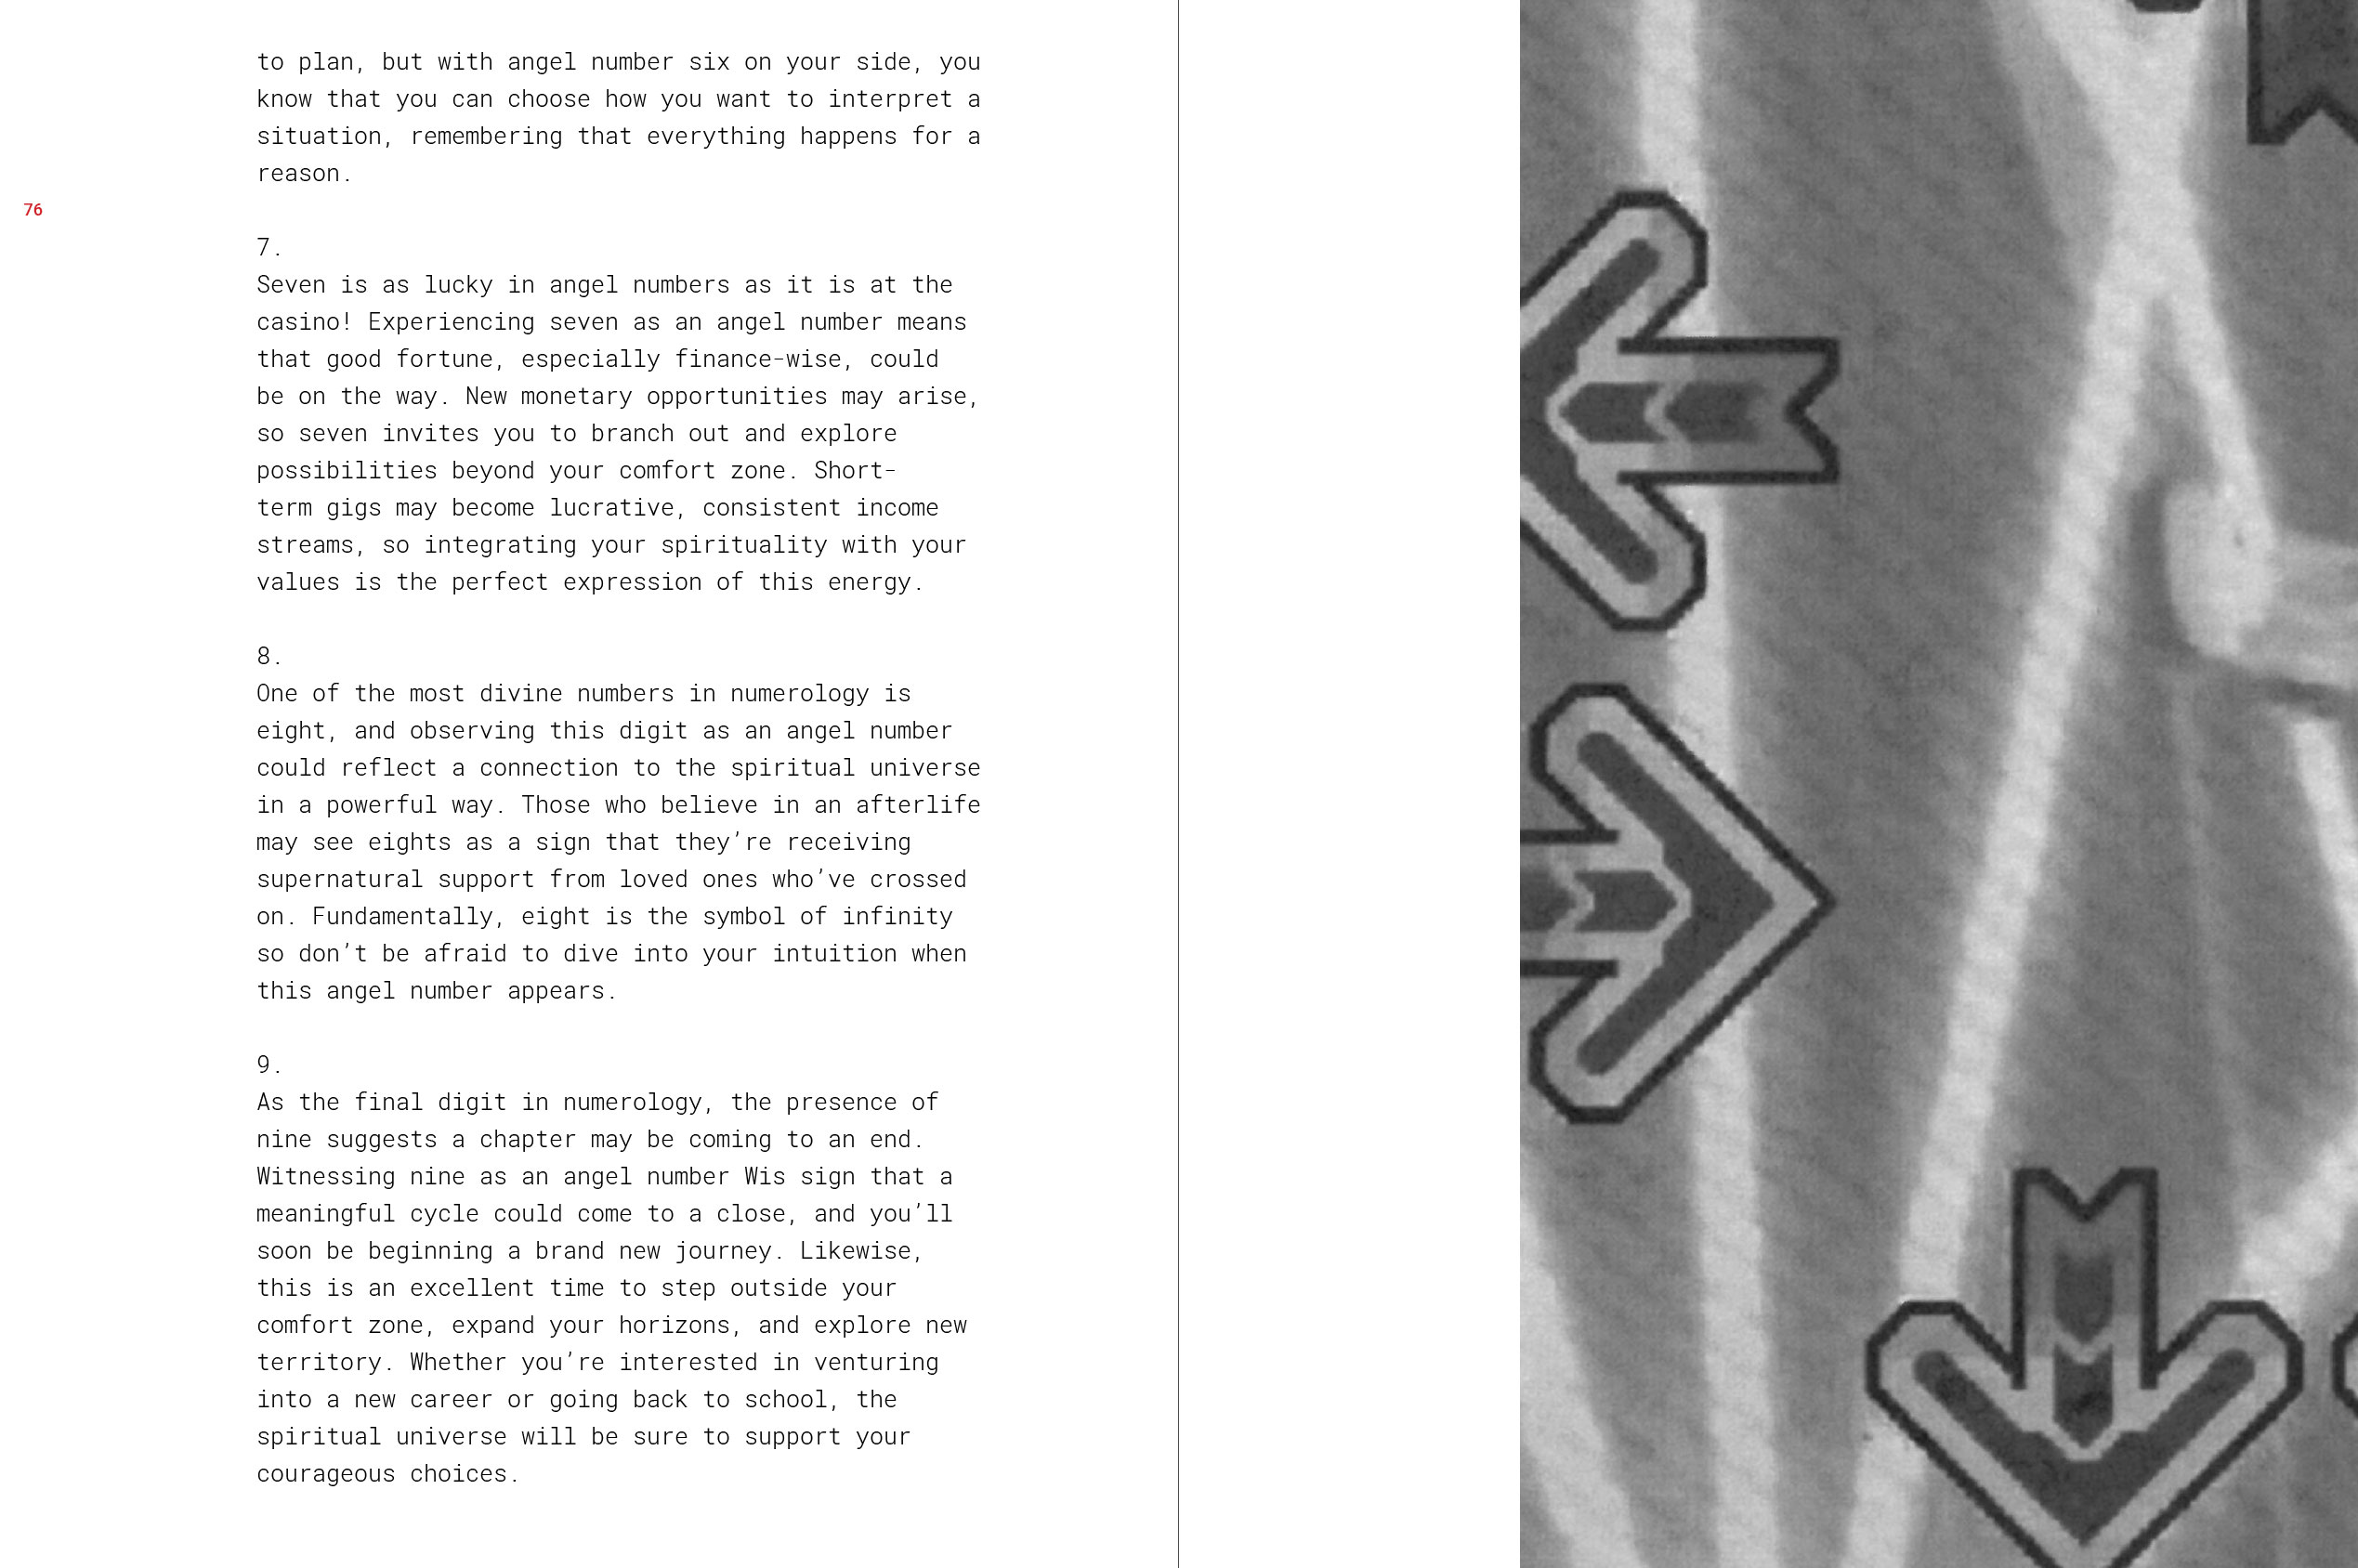 to plan, but with angel number six on your side, you
know that you can choose how you want to interpret a
situation, remembering that everything happens for a
reason.
76
7.
Seven is as lucky in angel numbers as it is at the
casino! Experiencing seven as an angel number means
that good fortune, especially finance-wise, could
be on the way. New monetary opportunities may arise,
so seven invites you to branch out and explore
possibilities beyond your comfort zone. Short-
term gigs may become lucrative, consistent income
streams, so integrating your spirituality with your
values is the perfect expression of this energy.
8.
One of the most divine numbers in numerology is
eight, and observing this digit as an angel number
could reflect a connection to the spiritual universe
in a powerful way. Those who believe in an afterlife
may see eights as a sign that they’re receiving
supernatural support from loved ones who’ve crossed
on. Fundamentally, eight is the symbol of infinity
so don’t be afraid to dive into your intuition when
this angel number appears.
9.
As the final digit in numerology, the presence of
nine suggests a chapter may be coming to an end.
Witnessing nine as an angel number Wis sign that a
meaningful cycle could come to a close, and you’ll
soon be beginning a brand new journey. Likewise,
this is an excellent time to step outside your
comfort zone, expand your horizons, and explore new
territory. Whether you’re interested in venturing
into a new career or going back to school, the
spiritual universe will be sure to support your
courageous choices.